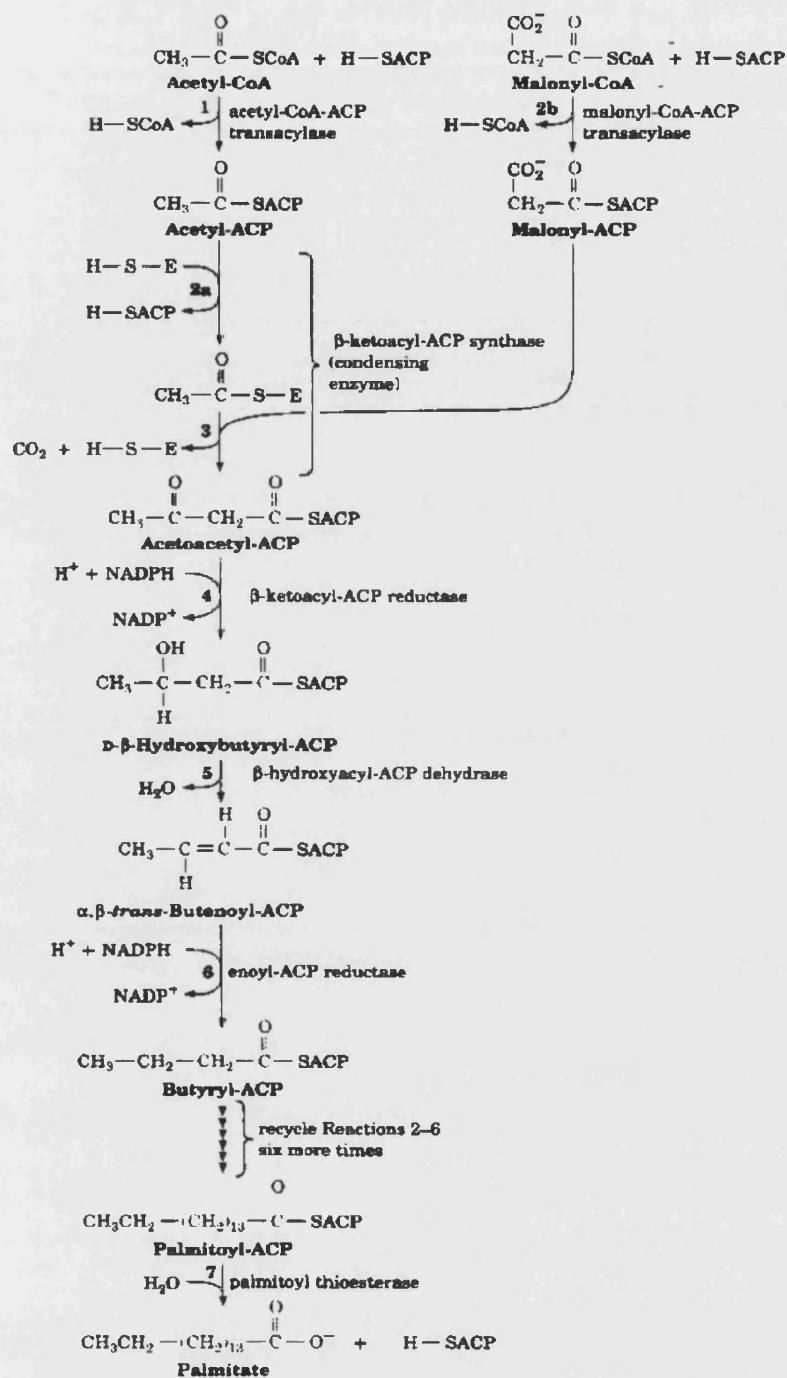 O CO₂⁻ O
CH₃—C—SCoA + H—SACP CH₂—C—SCoA + H—SACP
Acetyl-CoA Malonyl-CoA
1 acetyl-CoA-ACP 2b malonyl-CoA-ACP
H—SCoA transacylase H—SCoA transacylase
O CO₂⁻ O
CH₃—C—SACP CH₂—C—SACP
Acetyl-ACP Malonyl-ACP
H—S—E
2a
H—SACP
β-ketoacyl-ACP synthase
(condensing
enzyme)
O
CH₃—C—S—E
3
CO₂ + H—S—E
O O
CH₃—C—CH₂—C—SACP
Acetoacetyl-ACP
H⁺ + NADPH
4 β-ketoacyl-ACP reductase
NADP⁺
OH O
CH₃—C—CH₂—C—SACP
H
D-β-Hydroxybutyryl-ACP
5 β-hydroxyacyl-ACP dehydrase
H₂O
H O
CH₃—C=C—C—SACP
H
α,β-trans-Butenoyl-ACP
H⁺ + NADPH
6 enoyl-ACP reductase
NADP⁺
O
CH₃—CH₂—CH₂—C—SACP
Butyryl-ACP
recycle Reactions 2–6
six more times
O
CH₃CH₂—(CH₂)₁₃—C—SACP
Palmitoyl-ACP
7
H₂O palmitoyl thioesterase
O
CH₃CH₂—(CH₂)₁₃—C—O⁻ + H—SACP
Palmitate